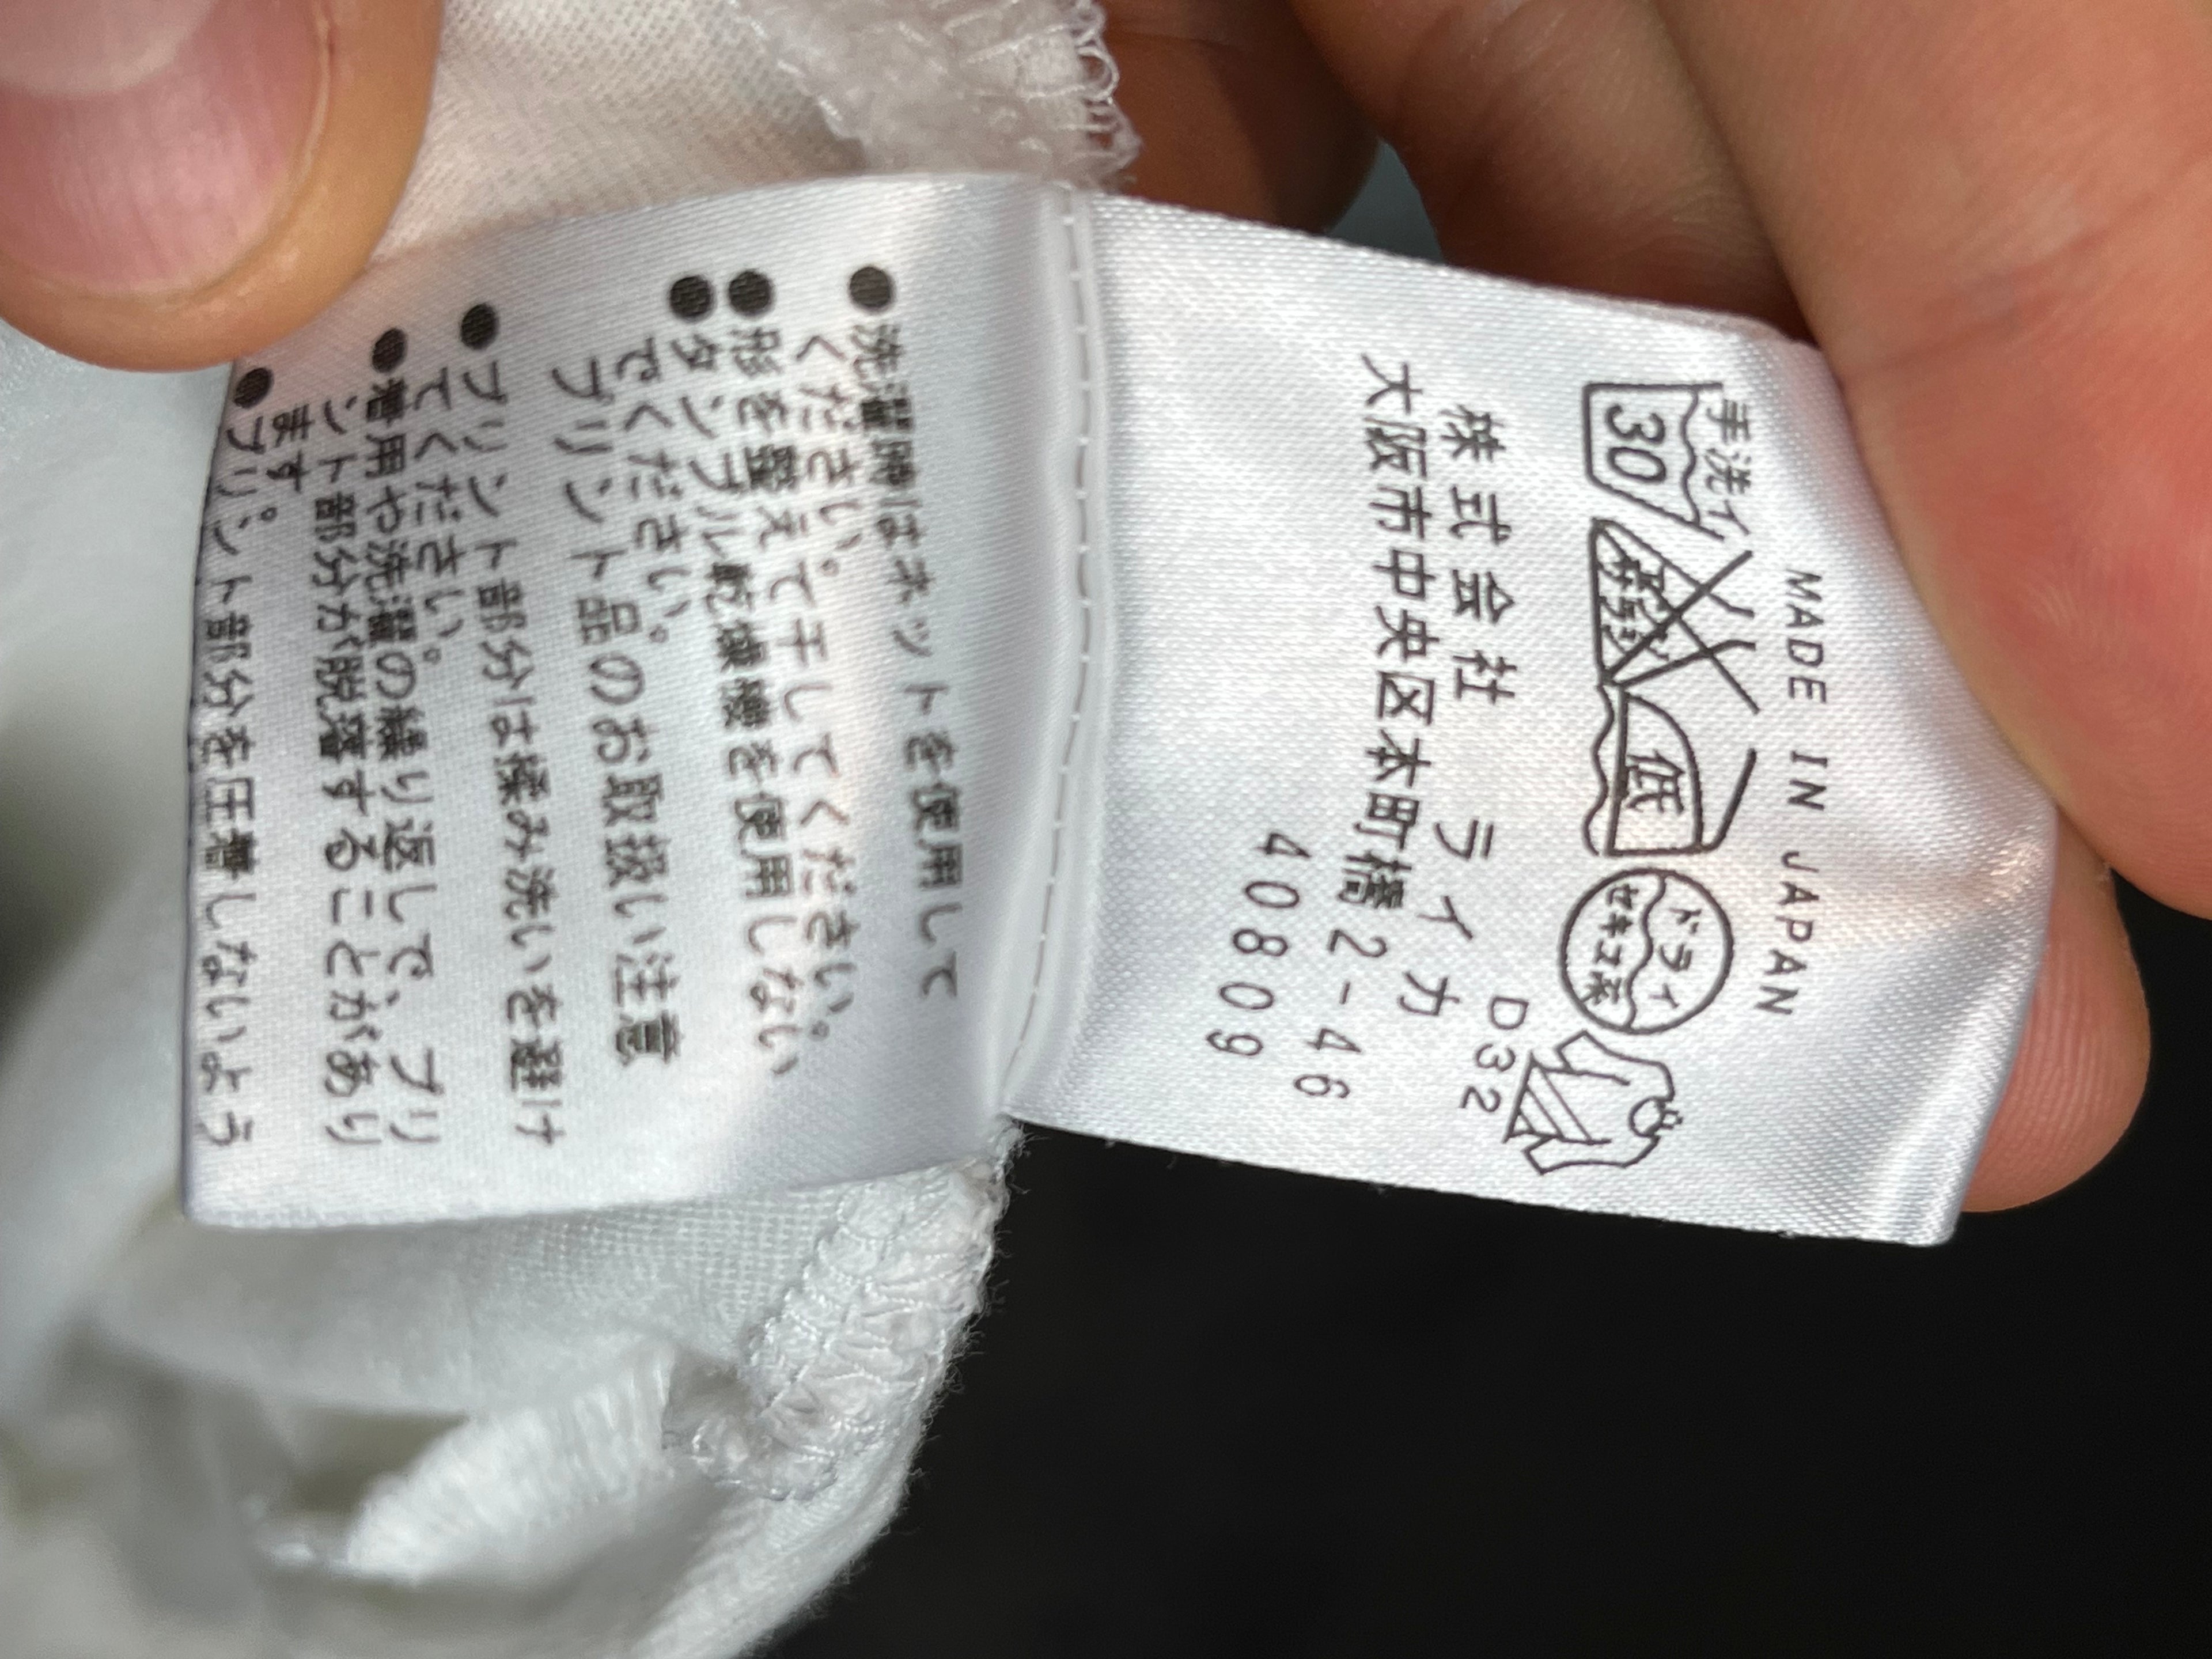 MADE IN JAPAN
手洗イ
30
エンソサラシ
低
ドライ
セキユ系
D32
株式会社 ライカ
大阪市中央区本町橋2-46
40809
●洗濯時はネットを使用して
ください。
●形を整えて干してください。
●タンブル乾燥機を使用しない
でください。
プリント品のお取扱い注意
●プリント部分は揉み洗いを避け
てください。
●着用や洗濯の繰り返しで、プリ
ント部分が脱落することがあり
ます。
●プリント部分を圧着しないよう